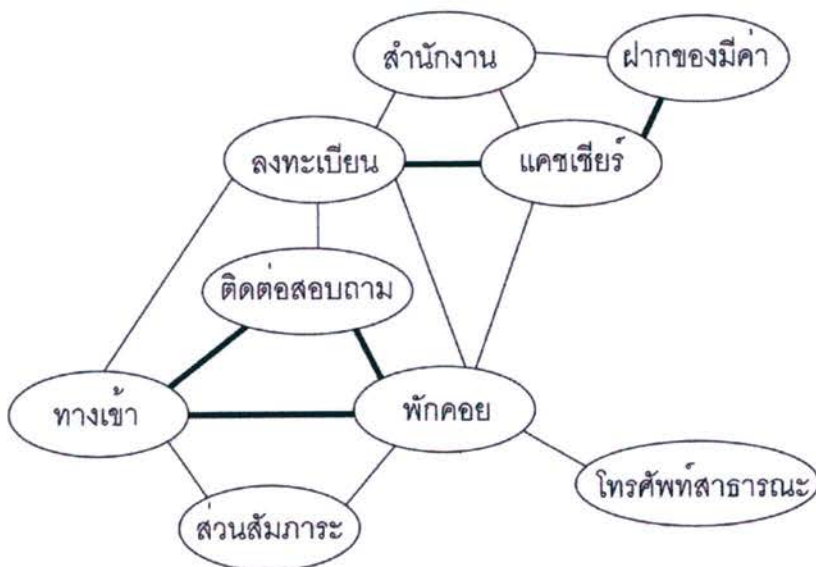 สำนักงาน
ฝากของมีค่า
ลงทะเบียน
แคชเชียร์
ติดต่อสอบถาม
ทางเข้า
พักคอย
โทรศัพท์สาธารณะ
ส่วนสัมภาระ